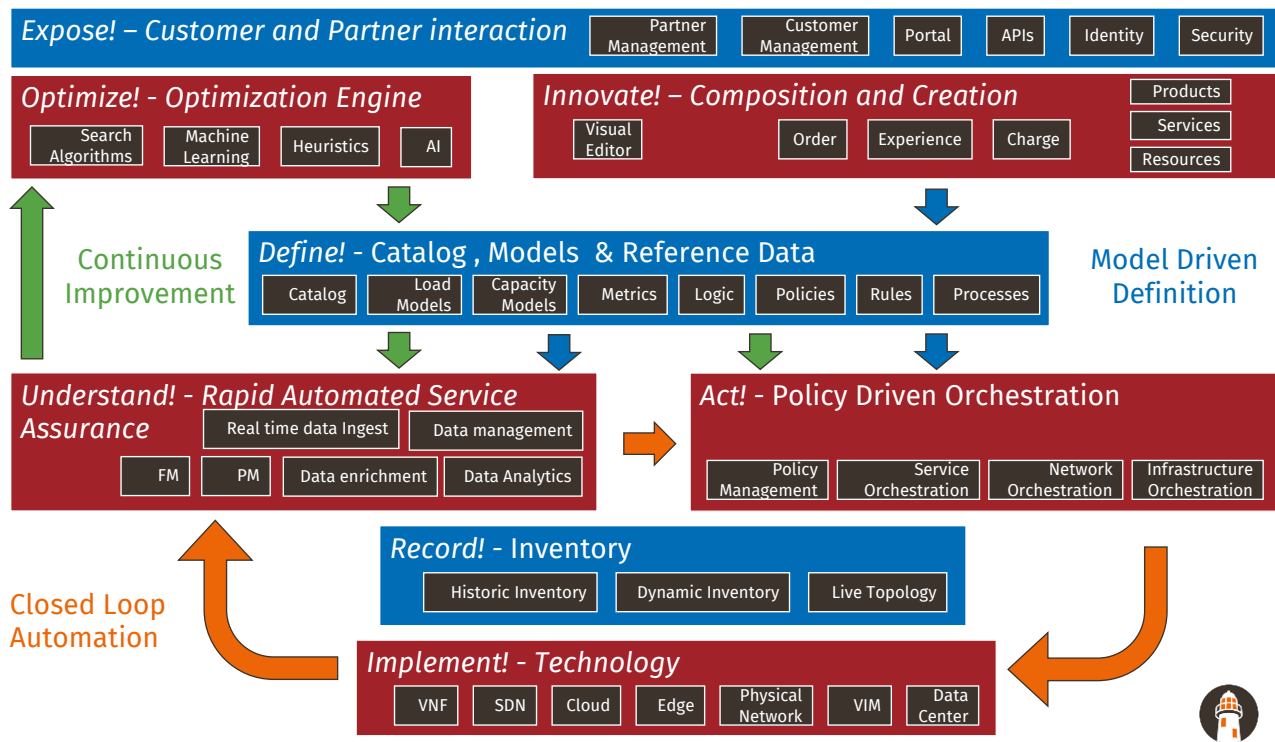 Expose! – Customer and Partner interaction
Partner
Management
Customer
Management
Portal
APIs
Identity
Security
Optimize! - Optimization Engine
Search
Algorithms
Machine
Learning
Heuristics
AI
Innovate! – Composition and Creation
Visual
Editor
Order
Experience
Charge
Products
Services
Resources
Continuous
Improvement
Define! - Catalog , Models & Reference Data
Catalog
Load
Models
Capacity
Models
Metrics
Logic
Policies
Rules
Processes
Model Driven
Definition
Understand! - Rapid Automated Service
Assurance
Real time data Ingest
Data management
FM
PM
Data enrichment
Data Analytics
Act! - Policy Driven Orchestration
Policy
Management
Service
Orchestration
Network
Orchestration
Infrastructure
Orchestration
Record! - Inventory
Historic Inventory
Dynamic Inventory
Live Topology
Closed Loop
Automation
Implement! - Technology
VNF
SDN
Cloud
Edge
Physical
Network
VIM
Data
Center